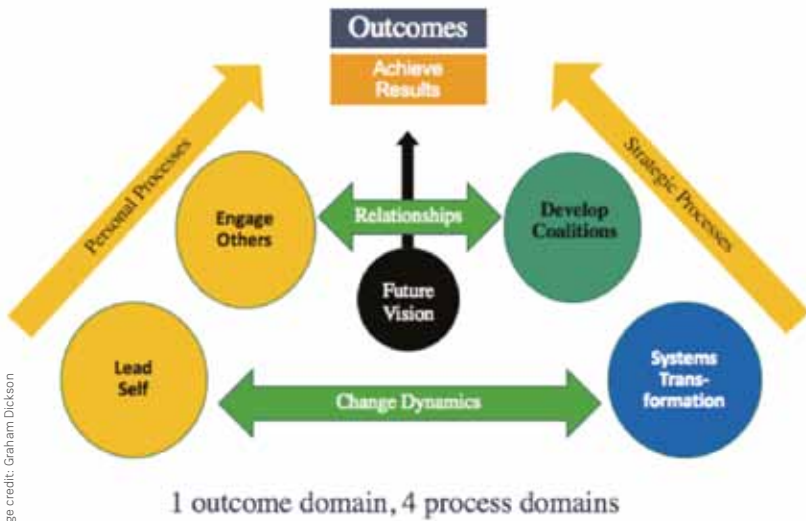 Outcomes
Achieve
Results
Personal Processes
Strategic Processes
Engage
Others
Relationships
Develop
Coalitions
Future
Vision
Lead
Self
Change Dynamics
Systems
Trans-
formation
credit: Graham Dickson
1 outcome domain, 4 process domains